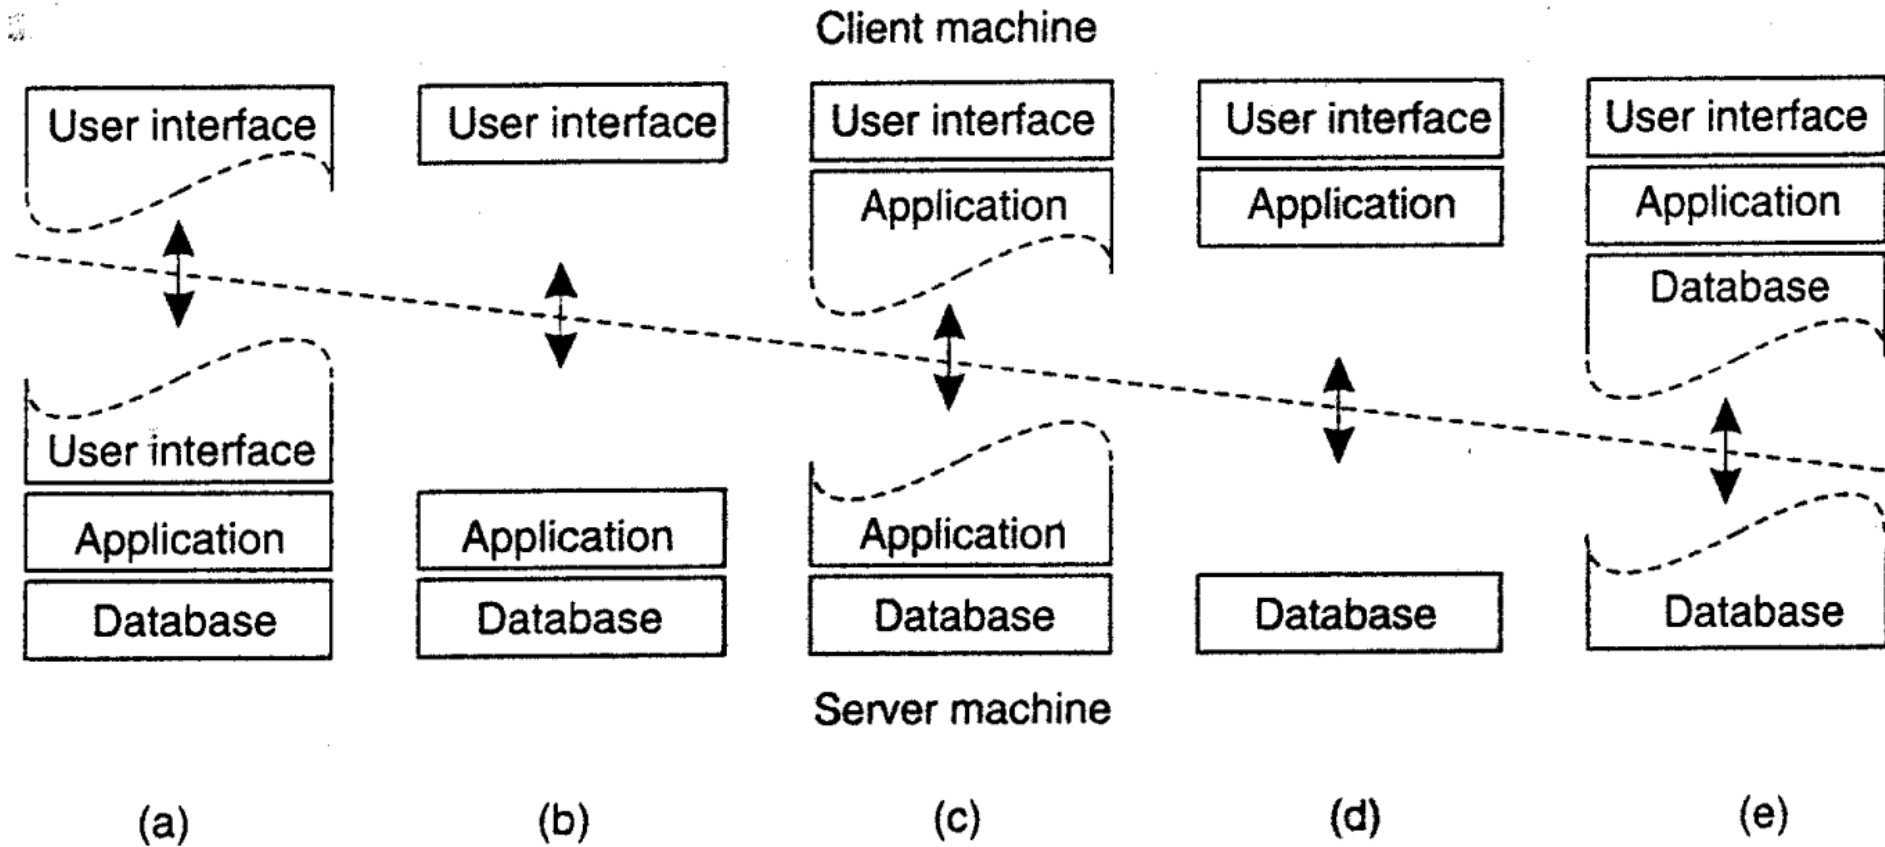 Client machine
User interface User interface User interface User interface User interface
Application Application Application
Database
User interface
Application Application Application
Database Database Database Database Database
Server machine
(a) (b) (c) (d) (e)